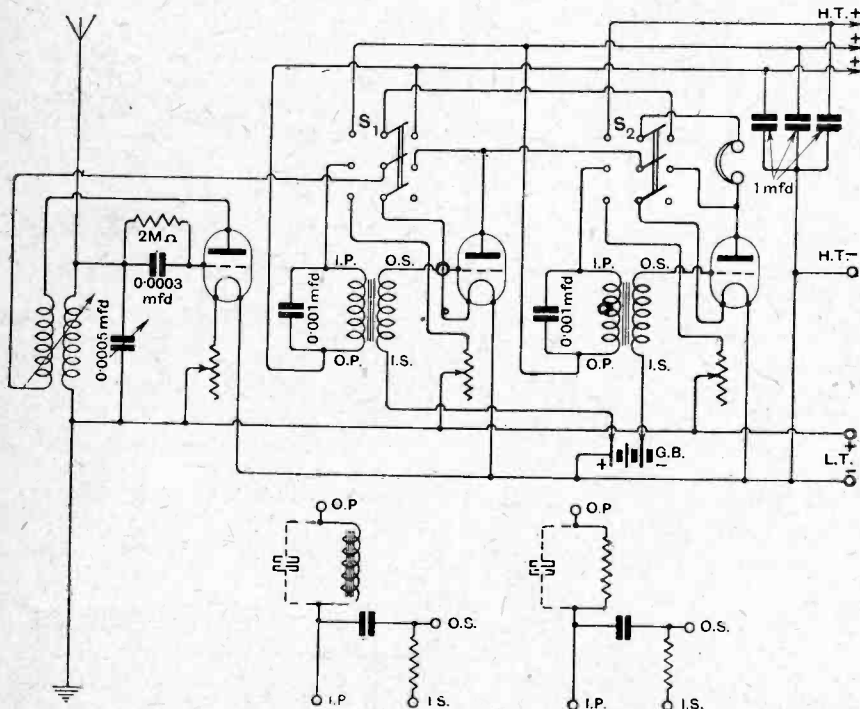 H.T.+
+
+
S1
S2
1 mfd
2MΩ
0·0003
mfd
0·0005 mfd
I.P.
O.S.
0·001 mfd
O.P.
I.S.
I.P.
O.S.
0·001 mfd
O.P.
I.S.
H.T.-
+ G.B. -
+
L.T.
-
O.P
O.S.
I.P
I.S.
O.P.
O.S.
I.P.
I.S.